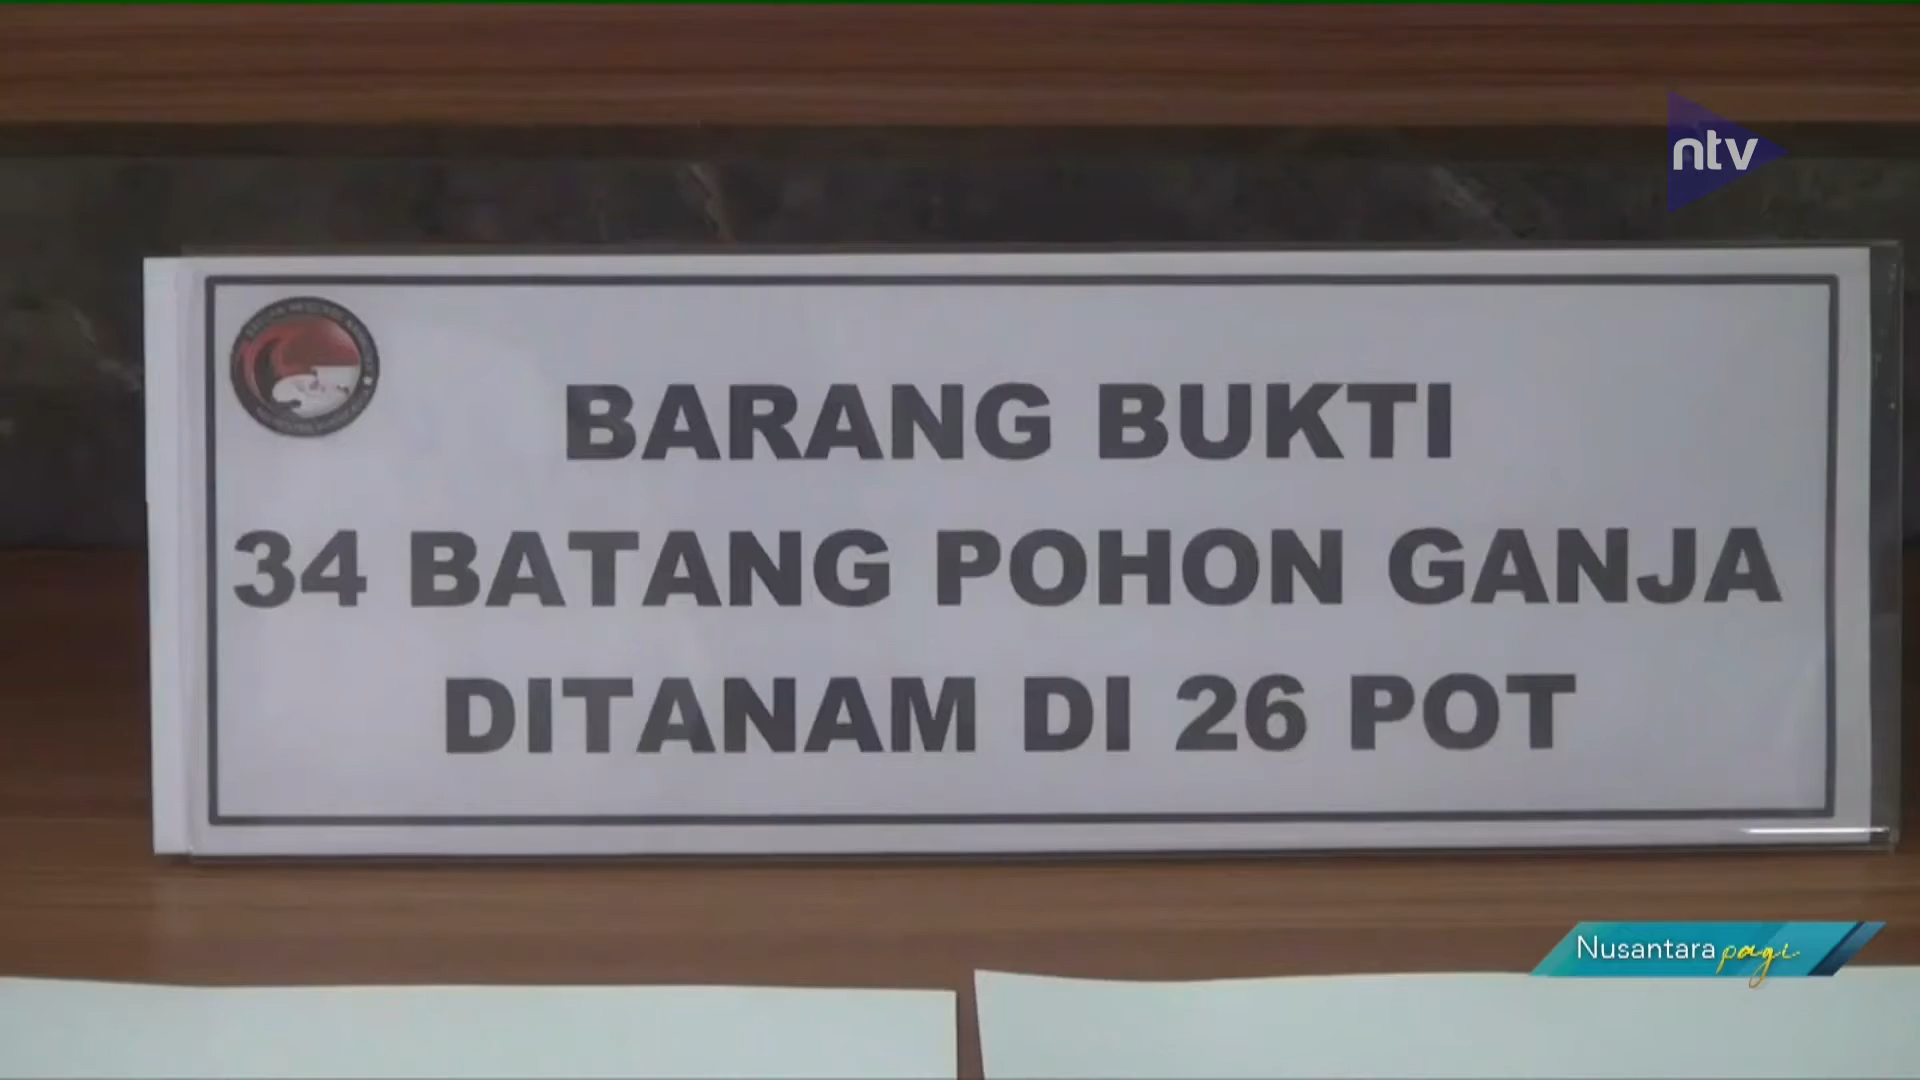 ntv
BARANG BUKTI
34 BATANG POHON GANJA
DITANAM DI 26 POT
Nusantara pagi